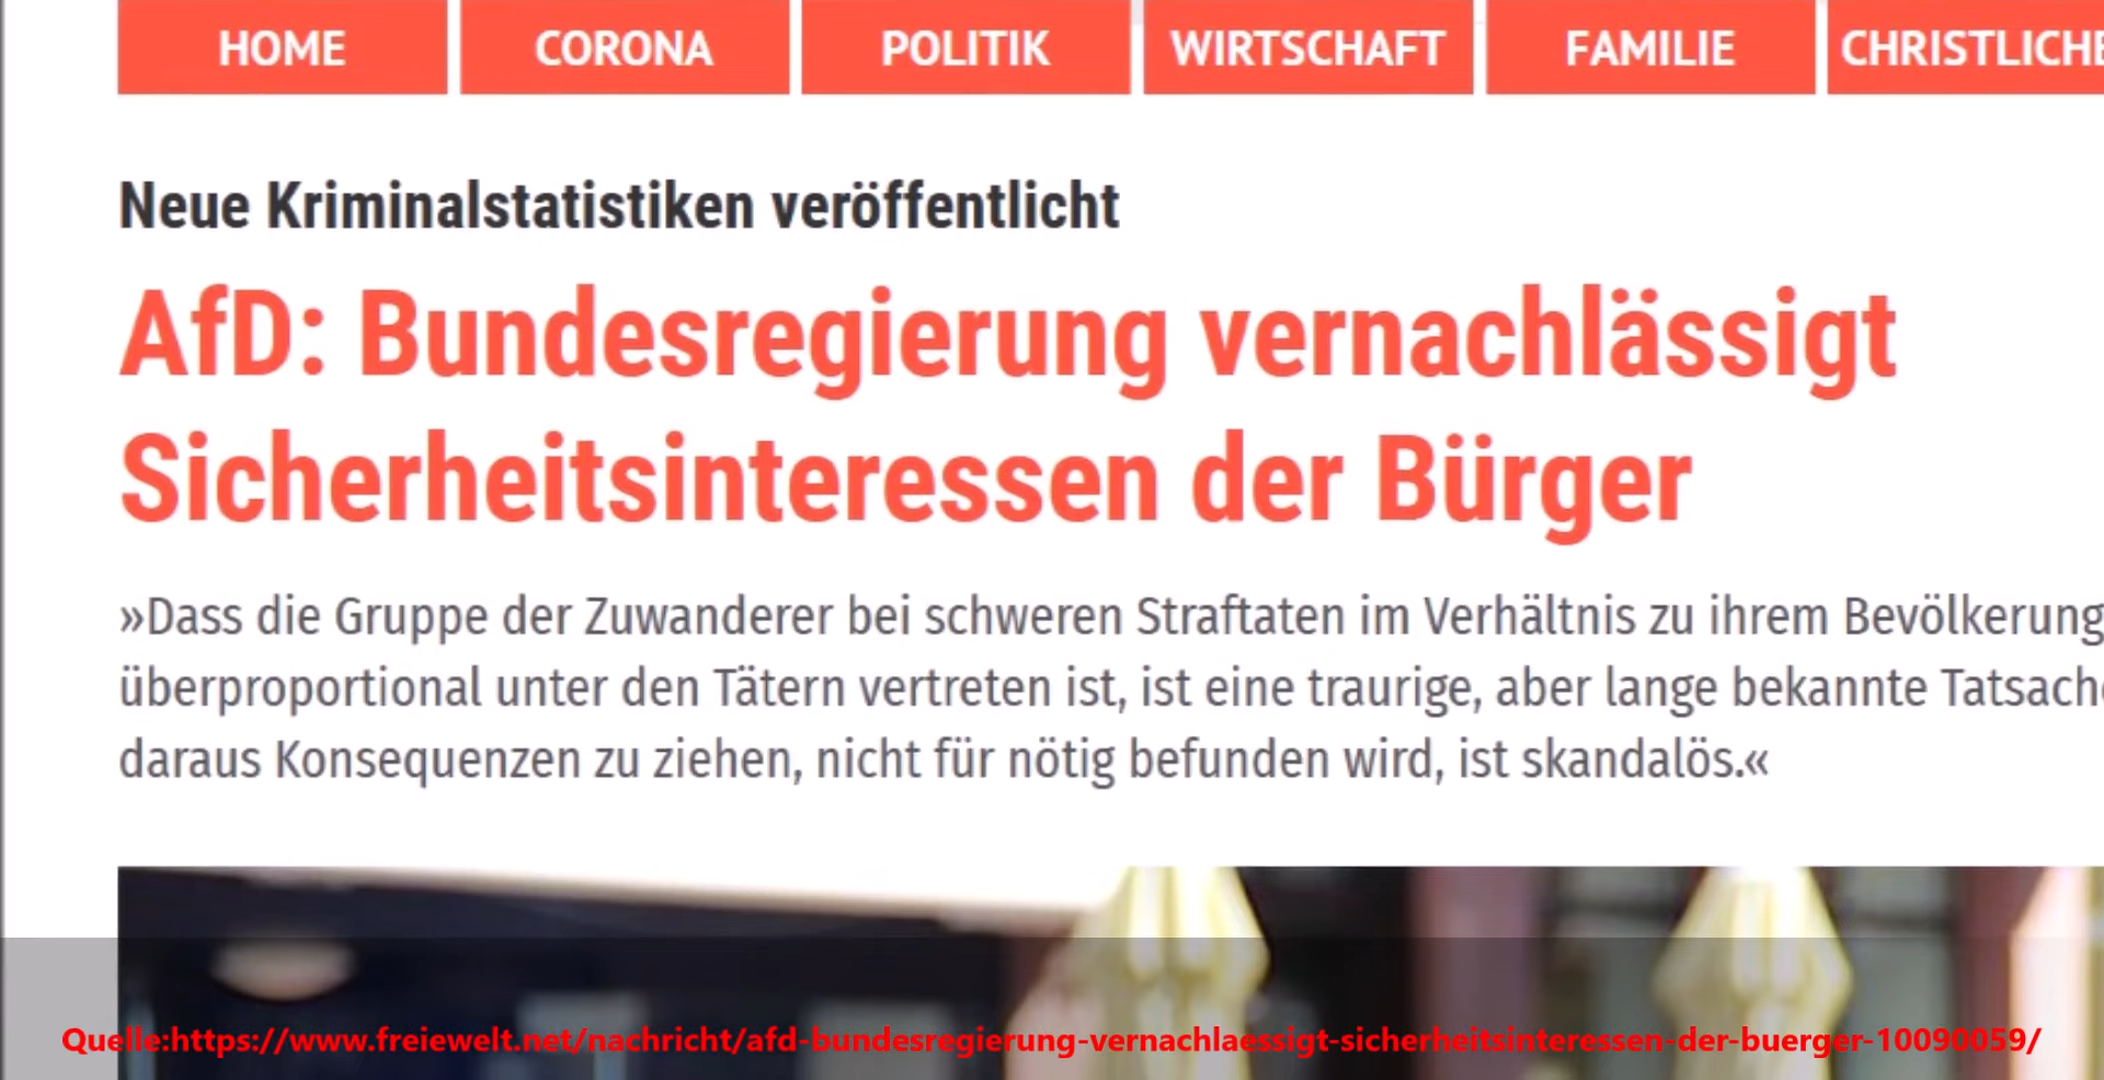 HOME CORONA POLITIK WIRTSCHAFT FAMILIE CHRISTLICHE
Neue Kriminalstatistiken veröffentlicht
AfD: Bundesregierung vernachlässigt
Sicherheitsinteressen der Bürger
»Dass die Gruppe der Zuwanderer bei schweren Straftaten im Verhältnis zu ihrem Bevölkerung
überproportional unter den Tätern vertreten ist, ist eine traurige, aber lange bekannte Tatsache
daraus Konsequenzen zu ziehen, nicht für nötig befunden wird, ist skandalös.«
Quelle:https://www.freiewelt.net/nachricht/afd-bundesregierung-vernachlaessigt-sicherheitsinteressen-der-buerger-10090059/